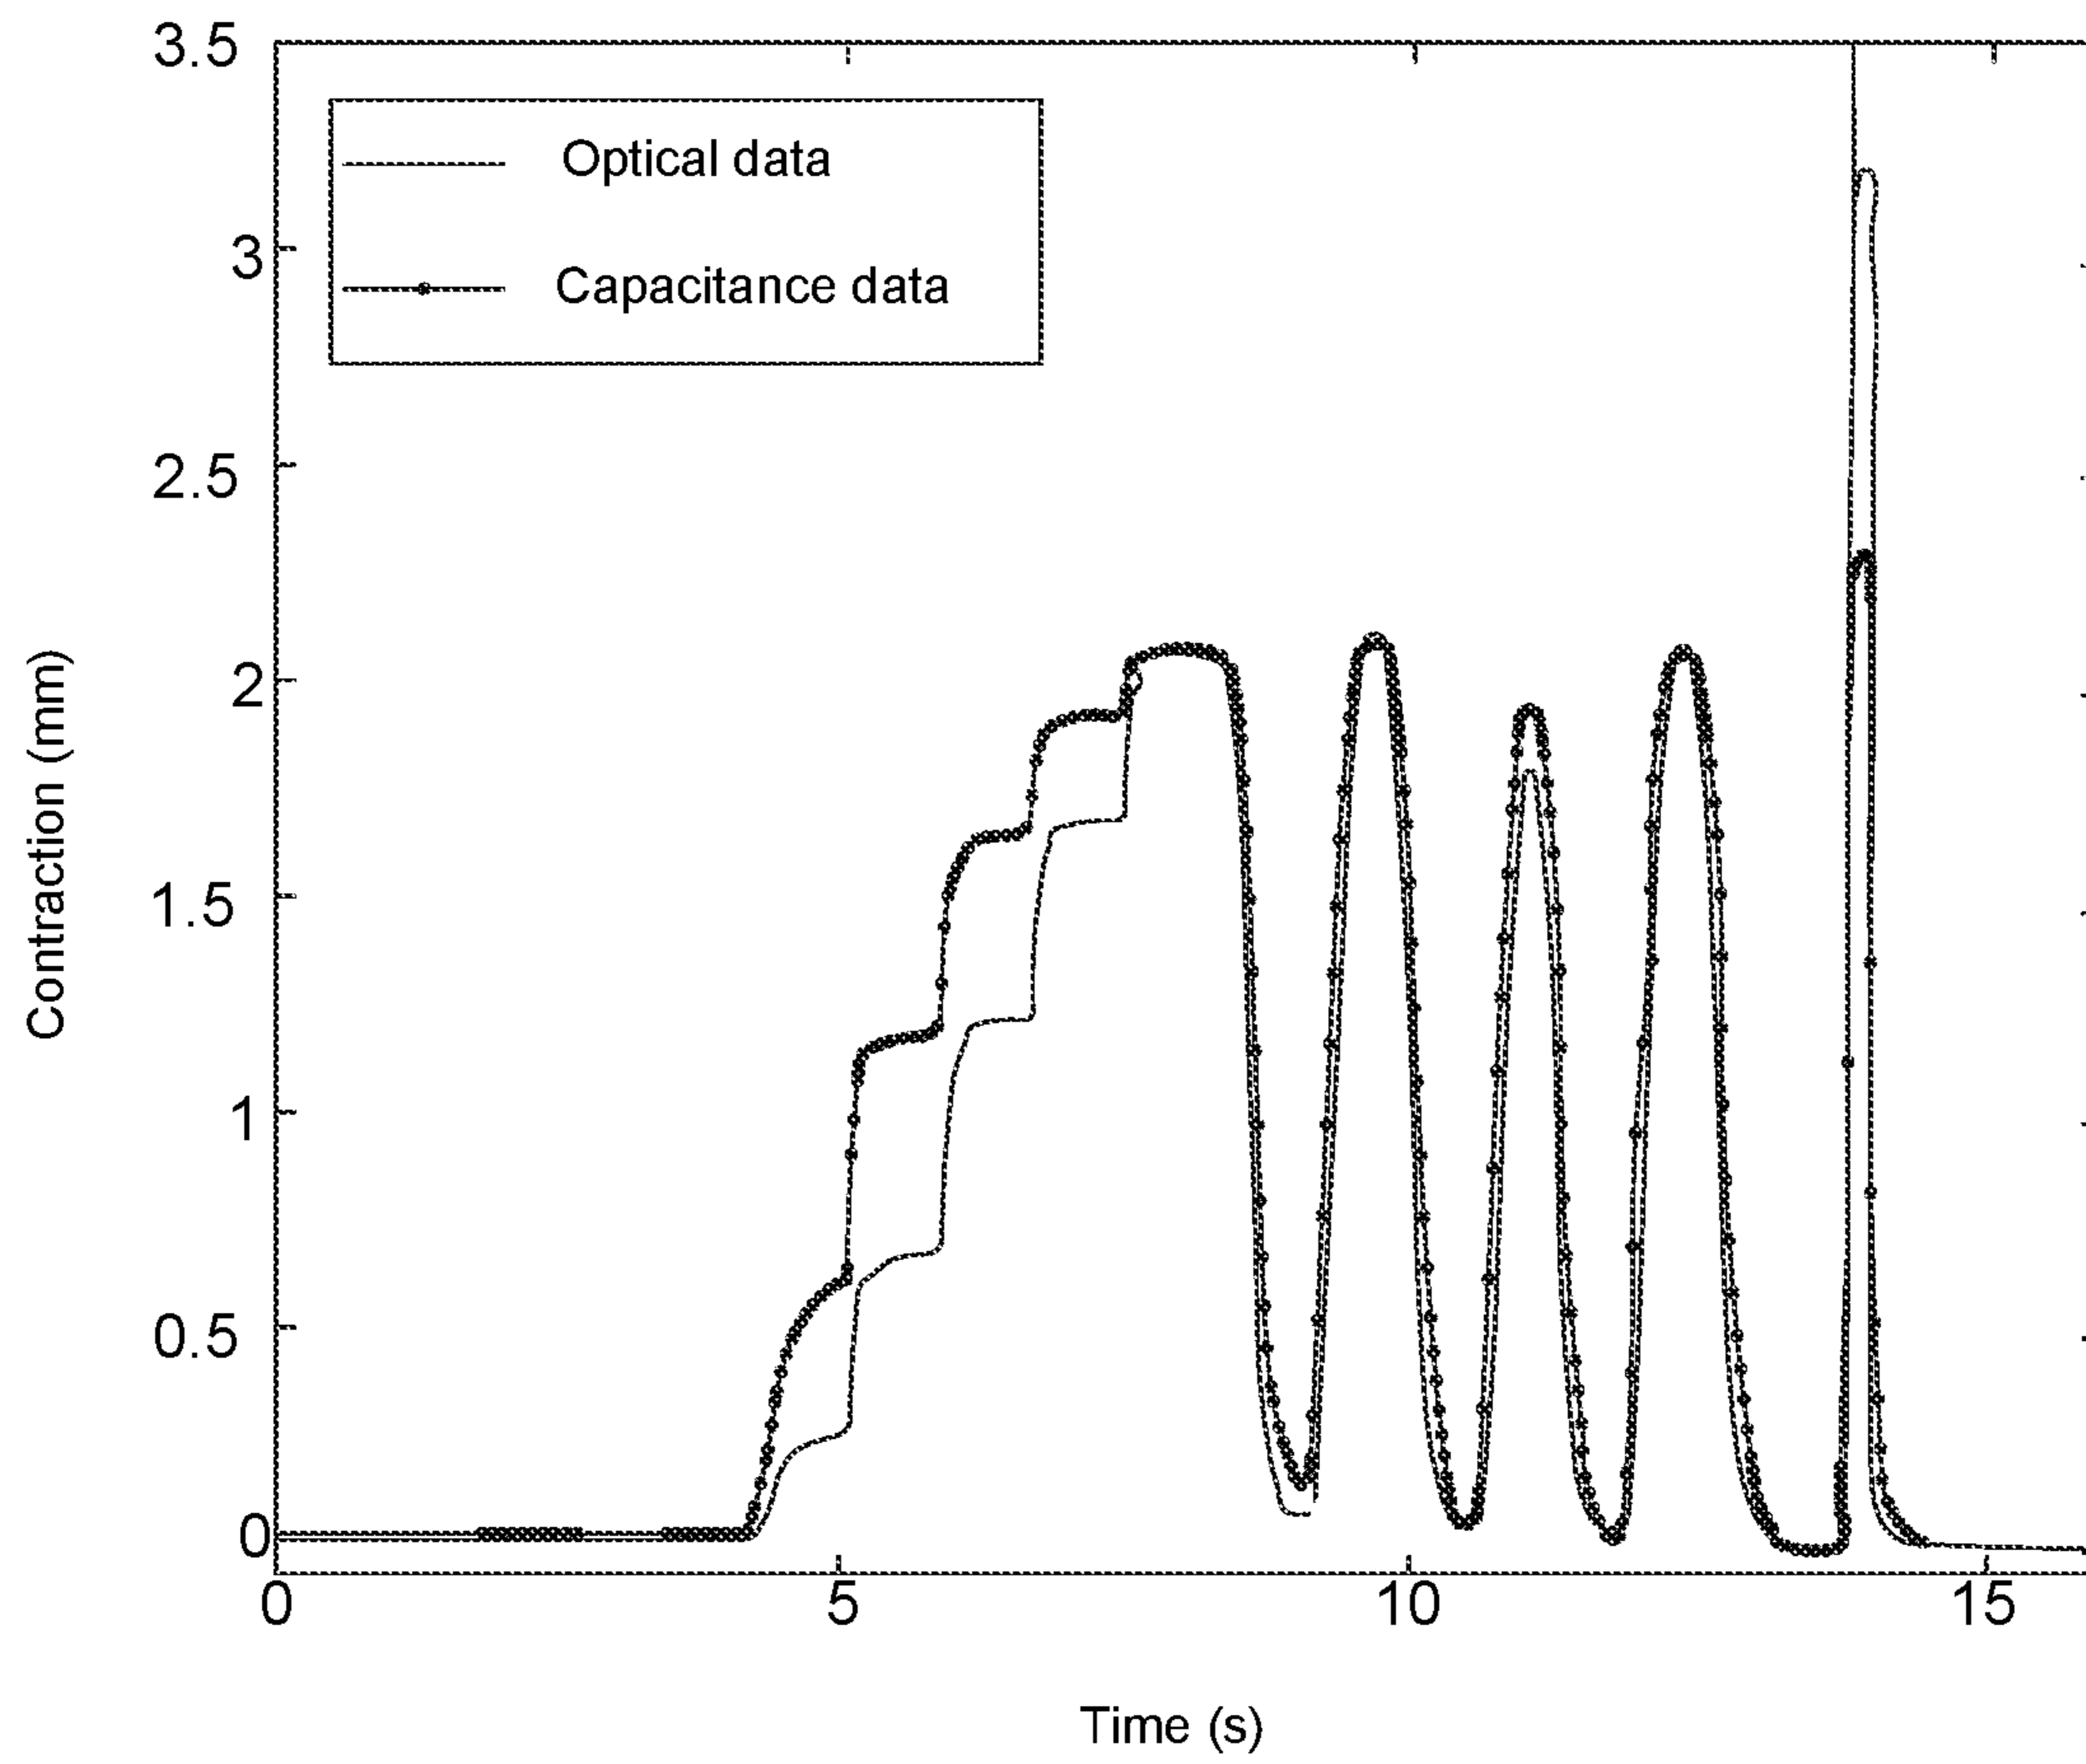 3.5
Optical data
3
Capacitance data
2.5
2
Contraction (mm)
1.5
1
0.5
0
0 5 10 15
Time (s)